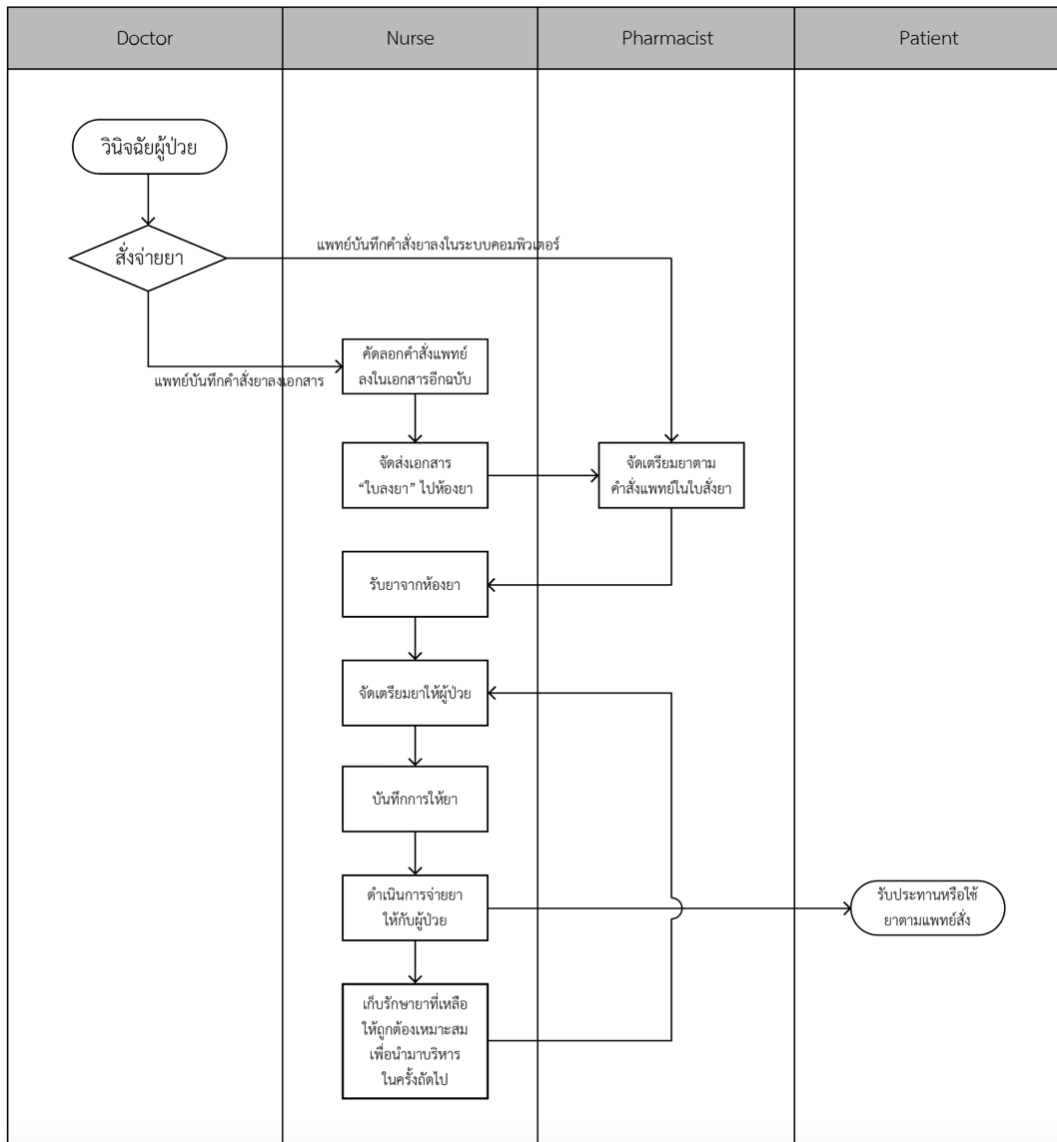 Doctor
Nurse
Pharmacist
Patient
วินิจฉัยผู้ป่วย
สั่งจ่ายยา
แพทย์บันทึกคำสั่งยาลงในระบบคอมพิวเตอร์
แพทย์บันทึกคำสั่งยาลงเอกสาร
คัดลอกคำสั่งแพทย์
ลงในเอกสารอีกฉบับ
จัดส่งเอกสาร
“ใบลงยา” ไปห้องยา
จัดเตรียมยาตาม
คำสั่งแพทย์ในใบสั่งยา
รับยาจากห้องยา
จัดเตรียมยาให้ผู้ป่วย
บันทึกการให้ยา
ดำเนินการจ่ายยา
ให้กับผู้ป่วย
รับประทานหรือใช้
ยาตามแพทย์สั่ง
เก็บรักษายาที่เหลือ
ให้ถูกต้องเหมาะสม
เพื่อนำมาบริหาร
ในครั้งถัดไป